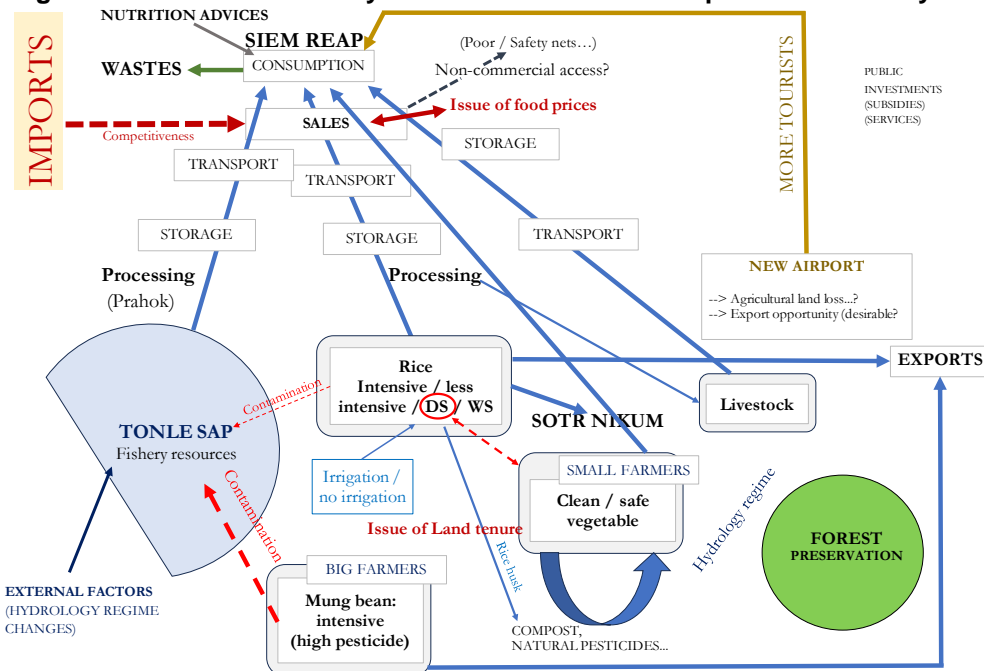 NUTRITION ADVICES
SIEM REAP
(Poor / Safety nets…)
WASTES
CONSUMPTION
Non-commercial access?
PUBLIC
INVESTMENTS
(SUBSIDIES)
(SERVICES)
IMPORTS
Issue of food prices
SALES
Competitiveness
STORAGE
MORE TOURISTS
TRANSPORT
TRANSPORT
STORAGE
STORAGE
TRANSPORT
Processing
(Prahok)
Processing
NEW AIRPORT
--> Agricultural land loss...?
--> Export opportunity (desirable?
EXPORTS
Rice
Intensive / less
intensive / DS / WS
Contamination
Livestock
SOTR NIKUM
TONLE SAP
Fishery resources
Irrigation /
no irrigation
SMALL FARMERS
Clean / safe
vegetable
Issue of Land tenure
Hydrology regime
Contamination
Rice husk
FOREST
PRESERVATION
EXTERNAL FACTORS
(HYDROLOGY REGIME
CHANGES)
BIG FARMERS
Mung bean:
intensive
(high pesticide)
COMPOST,
NATURAL PESTICIDES...